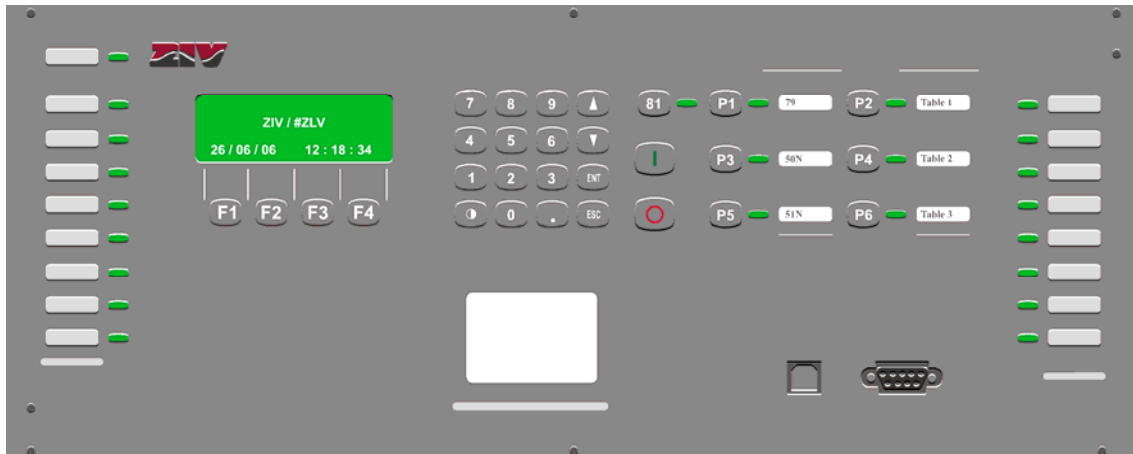 ZIV
ZIV / #ZLV
26 / 06 / 06 12 : 18 : 34
F1 F2 F3 F4
7 8 9
4 5 6
1 2 3 ENT
0 . ESC
81 P1 79 P2 Table 1
P3 50N P4 Table 2
P5 51N P6 Table 3